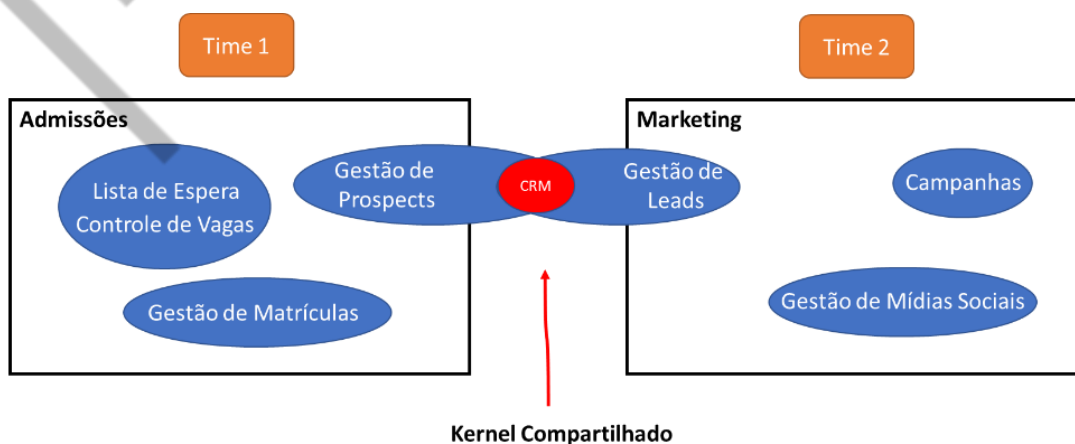 Time 1
Time 2
Admissões
Marketing
Lista de Espera
Controle de Vagas
Gestão de
Prospects
CRM
Gestão de
Leads
Campanhas
Gestão de Matrículas
Gestão de Mídias Sociais
Kernel Compartilhado